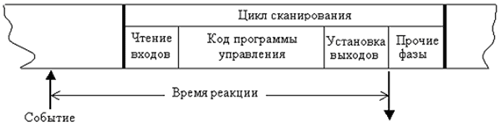 Цикл сканирования
Чтение
входов
Код программы
управления
Установка
выходов
Прочие
фазы
Время реакции
Событие